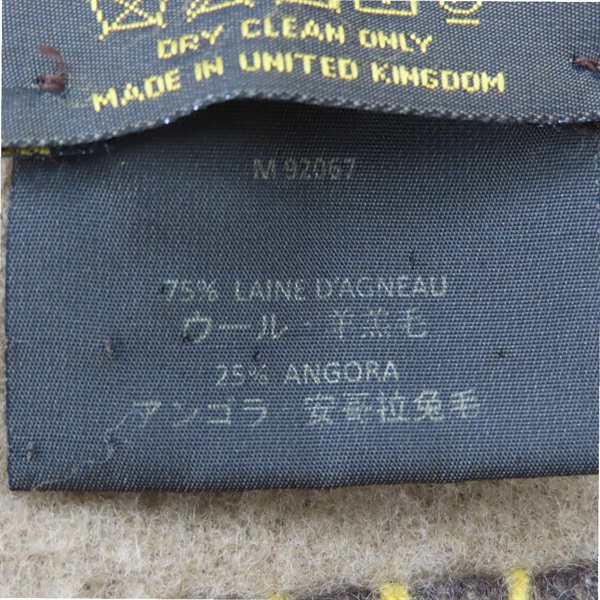 DRY CLEAN ONLY
MADE IN UNITED KINGDOM
M 92067
75% LAINE D'AGNEAU
ウール・羊羔毛
25% ANGORA
アンゴラ・安哥拉兔毛